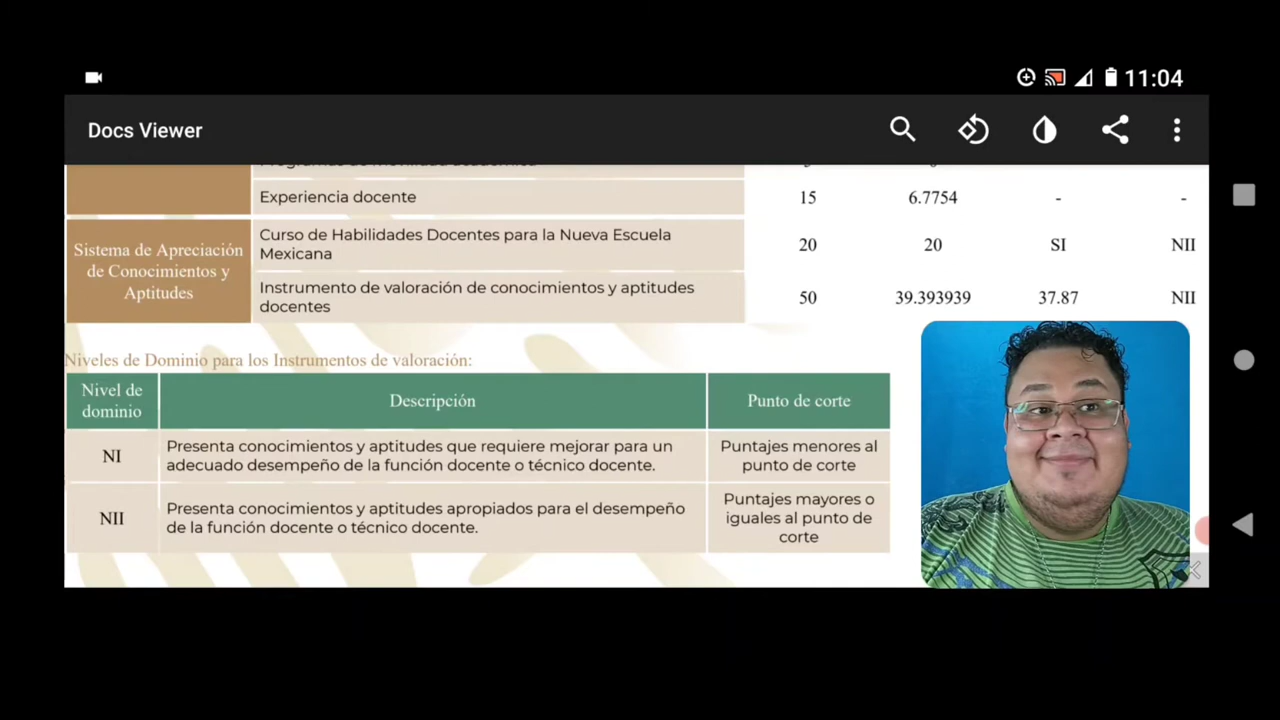 11:04
Docs Viewer
Programas de movilidad académica
Experiencia docente 15 6.7754 - -
Sistema de Apreciación
de Conocimientos y
Aptitudes
Curso de Habilidades Docentes para la Nueva Escuela
Mexicana
20 20 SI NII
Instrumento de valoración de conocimientos y aptitudes
docentes
50 39.393939 37.87 NII
Niveles de Dominio para los Instrumentos de valoración:
Nivel de
dominio
Descripción
Punto de corte
NI
Presenta conocimientos y aptitudes que requiere mejorar para un
adecuado desempeño de la función docente o técnico docente.
Puntajes menores al
punto de corte
NII
Presenta conocimientos y aptitudes apropiados para el desempeño
de la función docente o técnico docente.
Puntajes mayores o
iguales al punto de
corte